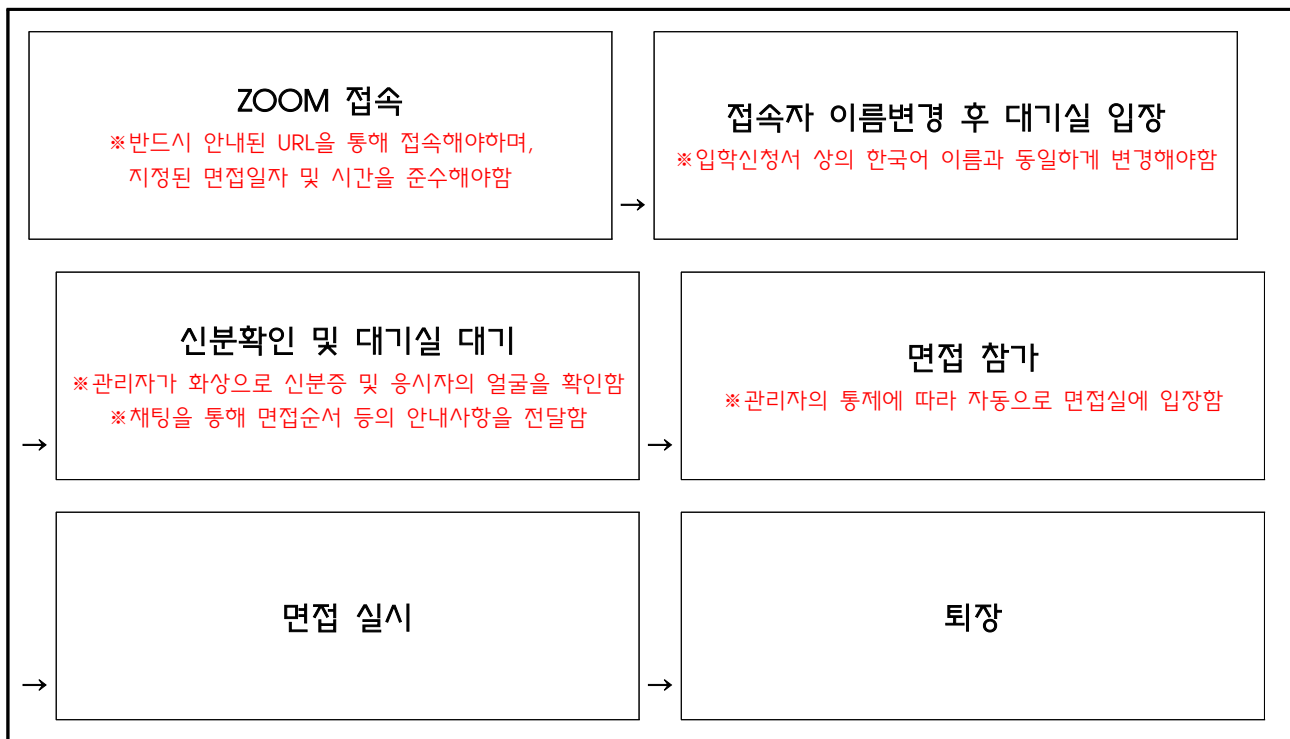 ZOOM 접속
※반드시 안내된 URL을 통해 접속해야하며,
지정된 면접일자 및 시간을 준수해야함
→
접속자 이름변경 후 대기실 입장
※입학신청서 상의 한국어 이름과 동일하게 변경해야함
→
신분확인 및 대기실 대기
※관리자가 화상으로 신분증 및 응시자의 얼굴을 확인함
※채팅을 통해 면접순서 등의 안내사항을 전달함
→
면접 참가
※관리자의 통제에 따라 자동으로 면접실에 입장함
→
면접 실시
→
퇴장